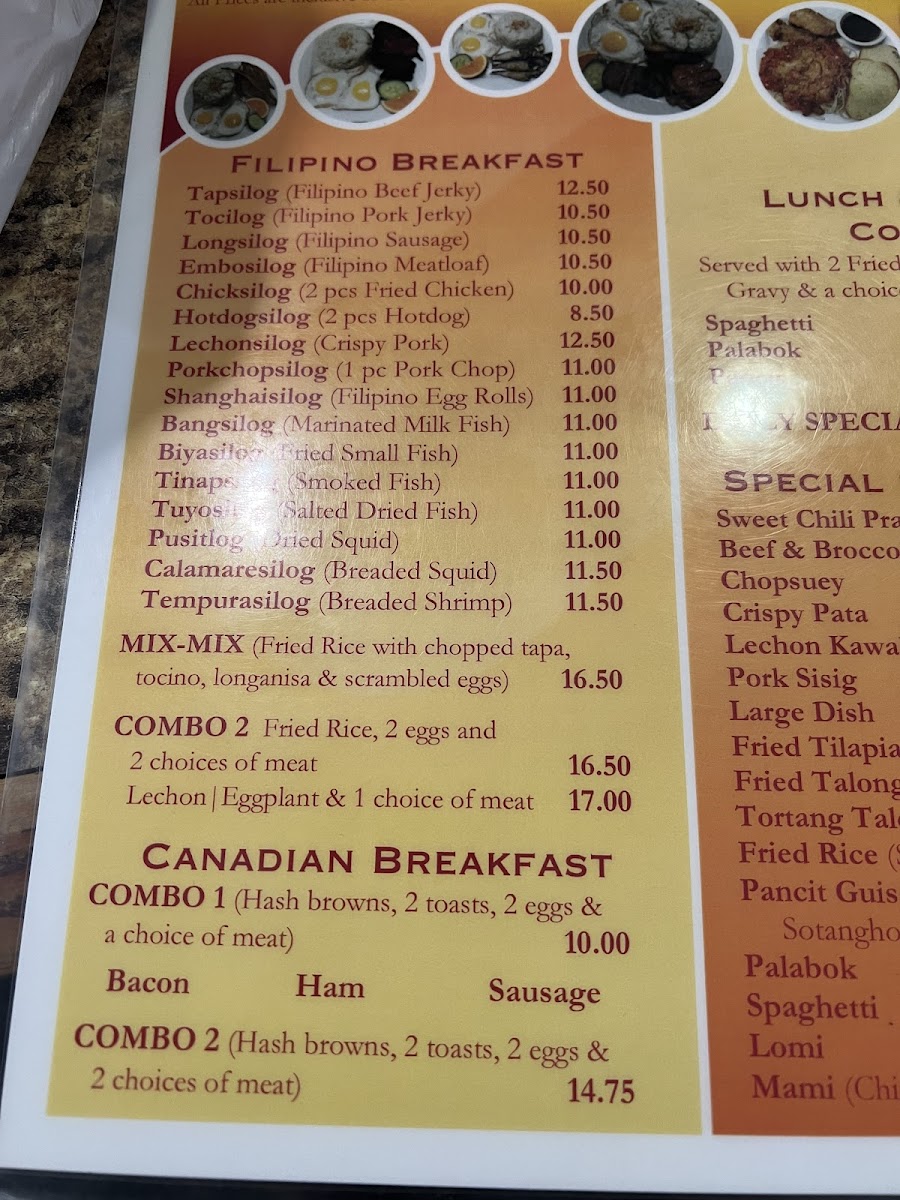 FILIPINO BREAKFAST
Tapsilog (Filipino Beef Jerky) 12.50
Tocilog (Filipino Pork Jerky) 10.50
Longsilog (Filipino Sausage) 10.50
Embosilog (Filipino Meatloaf) 10.50
Chicksilog (2 pcs Fried Chicken) 10.00
Hotdogsilog (2 pcs Hotdog) 8.50
Lechonsilog (Crispy Pork) 12.50
Porkchopsilog (1 pc Pork Chop) 11.00
Shanghaisilog (Filipino Egg Rolls) 11.00
Bangsilog (Marinated Milk Fish) 11.00
Biyasilog (Fried Small Fish) 11.00
(Smoked Fish) 11.00
(Salted Dried Fish) 11.00
Pusitlog (Dried Squid) 11.00
Calamaresilog (Breaded Squid) 11.50
Tempurasilog (Breaded Shrimp) 11.50
MIX-MIX (Fried Rice with chopped tapa,
tocino, longanisa & scrambled eggs) 16.50
COMBO 2 Fried Rice, 2 eggs and
2 choices of meat 16.50
Lechon|Eggplant & 1 choice of meat 17.00
CANADIAN BREAKFAST
COMBO 1 (Hash browns, 2 toasts, 2 eggs &
a choice of meat) 10.00
Bacon Ham Sausage
COMBO 2 (Hash browns, 2 toasts, 2 eggs &
2 choices of meat) 14.75
LUNCH
Served with 2 Fried
Gravy & a choic
Spaghetti
Palabok
SPECIA
SPECIAL
Sweet Chili Pra
Beef & Brocco
Chopsuey
Crispy Pata
Lechon Kawa
Pork Sisig
Large Dish
Fried Tilapia
Fried Talong
Tortang Tal
Fried Rice (
Pancit Guis
Sotangho
Palabok
Spaghetti
Lomi
Mami (Chi